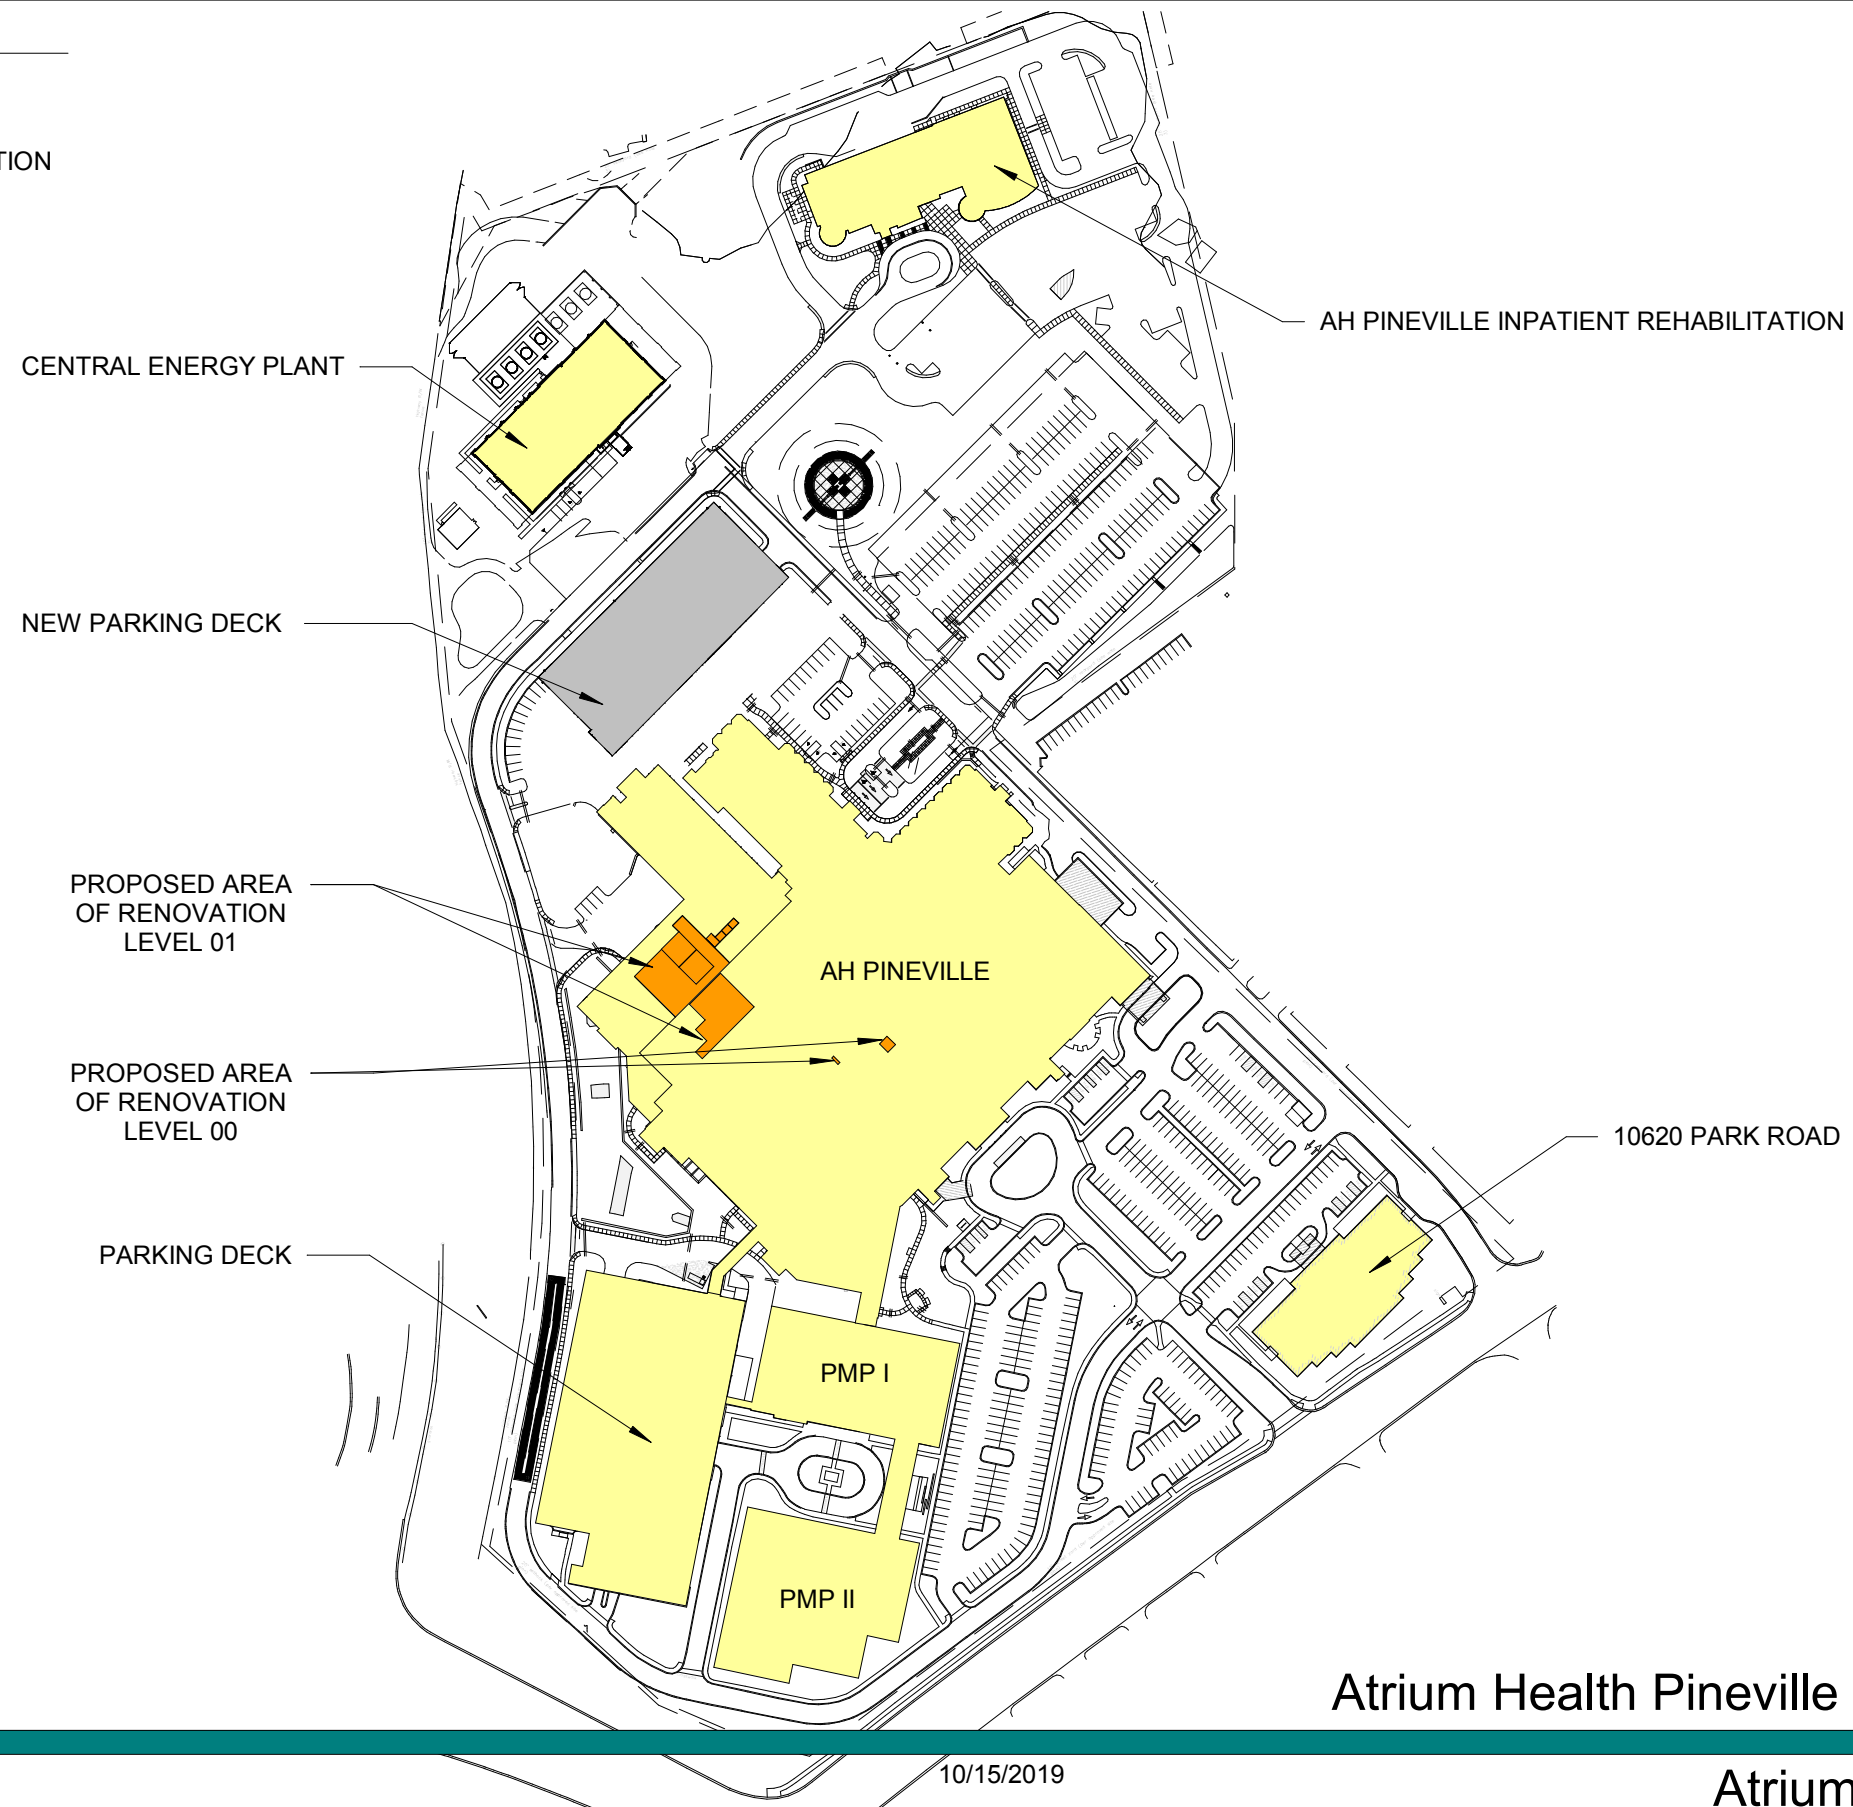 TION
AH PINEVILLE INPATIENT REHABILITATION
CENTRAL ENERGY PLANT
NEW PARKING DECK
PROPOSED AREA
OF RENOVATION
LEVEL 01
AH PINEVILLE
PROPOSED AREA
OF RENOVATION
LEVEL 00
10620 PARK ROAD
PARKING DECK
PMP I
PMP II
Atrium Health Pineville
10/15/2019
Atrium